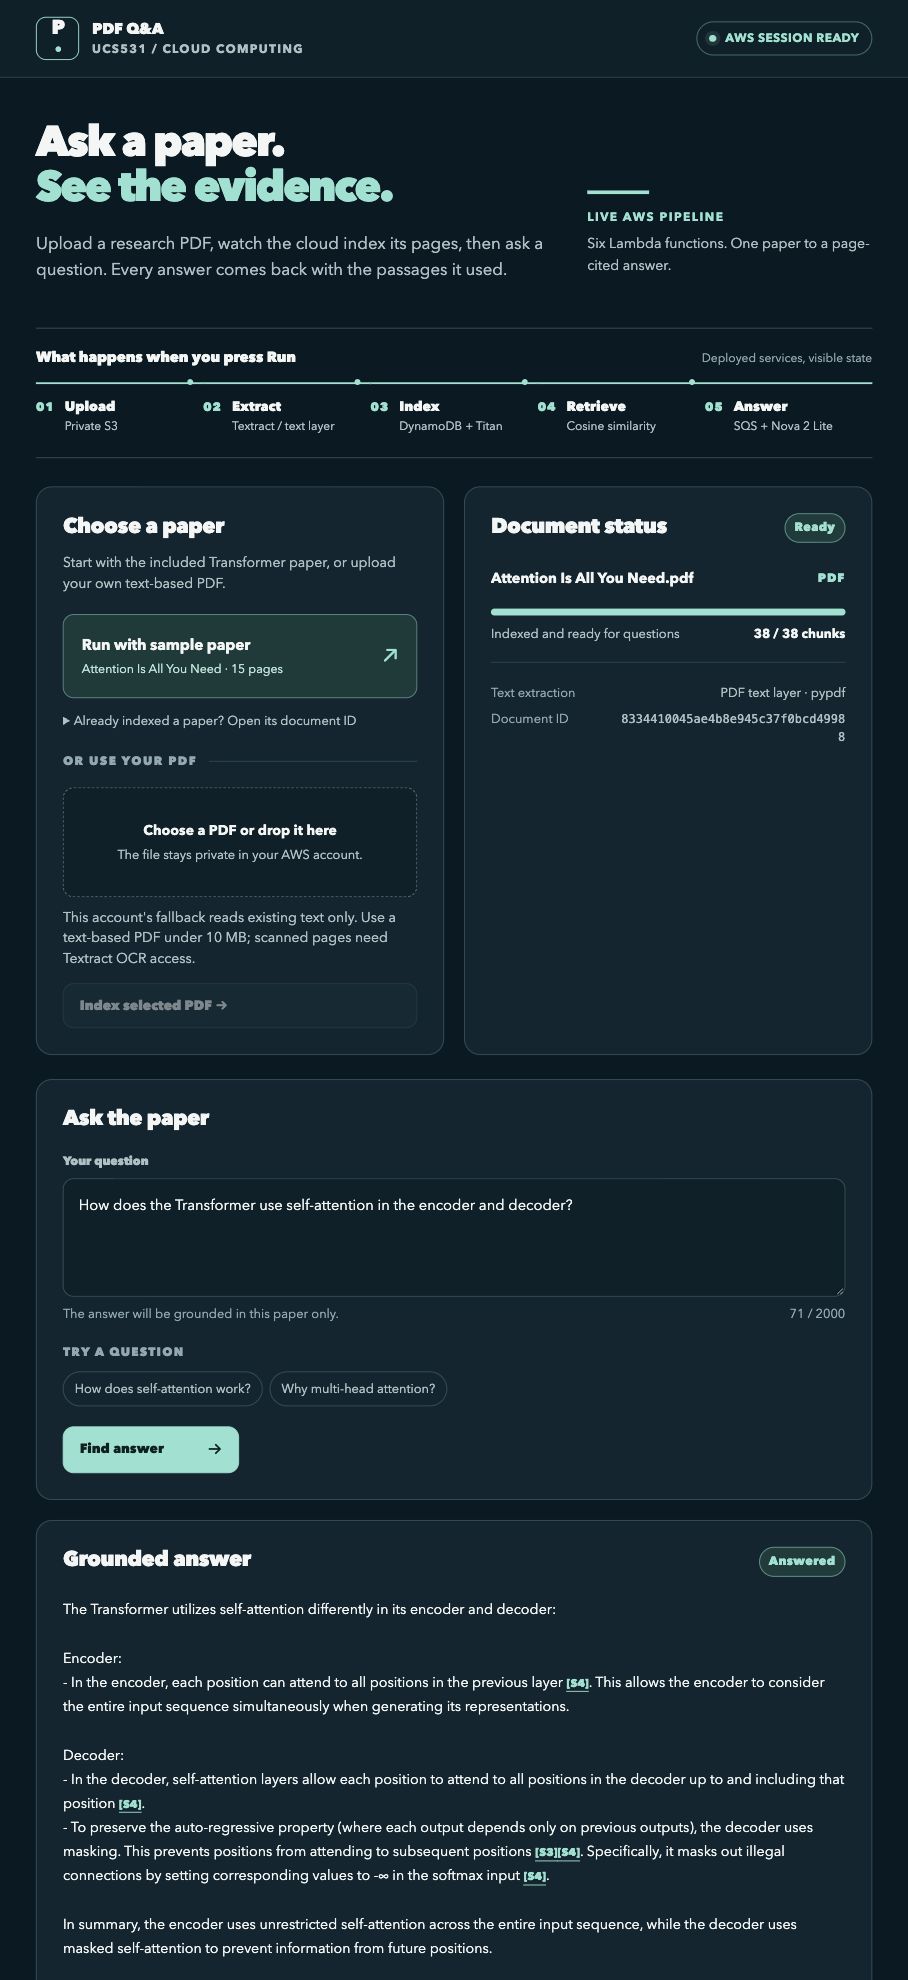 P
PDF Q&A
UCS531 / CLOUD COMPUTING
AWS SESSION READY
Ask a paper.
See the evidence.
Upload a research PDF, watch the cloud index its pages, then ask a
question. Every answer comes back with the passages it used.
LIVE AWS PIPELINE
Six Lambda functions. One paper to a page-
cited answer.
What happens when you press Run
Deployed services, visible state
01 Upload
Private S3
02 Extract
Textract / text layer
03 Index
DynamoDB + Titan
04 Retrieve
Cosine similarity
05 Answer
SQS + Nova 2 Lite
Choose a paper
Start with the included Transformer paper, or upload
your own text-based PDF.
Run with sample paper
Attention Is All You Need · 15 pages
Already indexed a paper? Open its document ID
OR USE YOUR PDF
Choose a PDF or drop it here
The file stays private in your AWS account.
This account's fallback reads existing text only. Use a
text-based PDF under 10 MB; scanned pages need
Textract OCR access.
Index selected PDF →
Document status
Ready
Attention Is All You Need.pdf
PDF
Indexed and ready for questions
38 / 38 chunks
Text extraction
PDF text layer · pypdf
Document ID
8334410045ae4b8e945c37f0bcd4998
8
Ask the paper
Your question
How does the Transformer use self-attention in the encoder and decoder?
The answer will be grounded in this paper only.
71 / 2000
TRY A QUESTION
How does self-attention work?
Why multi-head attention?
Find answer →
Grounded answer
Answered
The Transformer utilizes self-attention differently in its encoder and decoder:
Encoder:
- In the encoder, each position can attend to all positions in the previous layer [S4]. This allows the encoder to consider
the entire input sequence simultaneously when generating its representations.
Decoder:
- In the decoder, self-attention layers allow each position to attend to all positions in the decoder up to and including that
position [S4].
- To preserve the auto-regressive property (where each output depends only on previous outputs), the decoder uses
masking. This prevents positions from attending to subsequent positions [S3][S4]. Specifically, it masks out illegal
connections by setting corresponding values to -∞ in the softmax input [S4].
In summary, the encoder uses unrestricted self-attention across the entire input sequence, while the decoder uses
masked self-attention to prevent information from future positions.